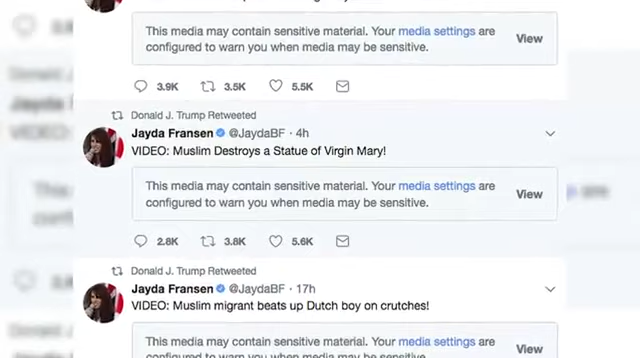 This media may contain sensitive material. Your media settings are
configured to warn you when media may be sensitive.
View
3.9K 3.5K 5.5K
Donald J. Trump Retweeted
Jayda Fransen @JaydaBF · 4h
VIDEO: Muslim Destroys a Statue of Virgin Mary!
This media may contain sensitive material. Your media settings are
configured to warn you when media may be sensitive.
View
2.8K 3.8K 5.6K
Donald J. Trump Retweeted
Jayda Fransen @JaydaBF · 17h
VIDEO: Muslim migrant beats up Dutch boy on crutches!
This media may contain sensitive material. Your media settings are
configured to warn you when media may be sensitive.
View